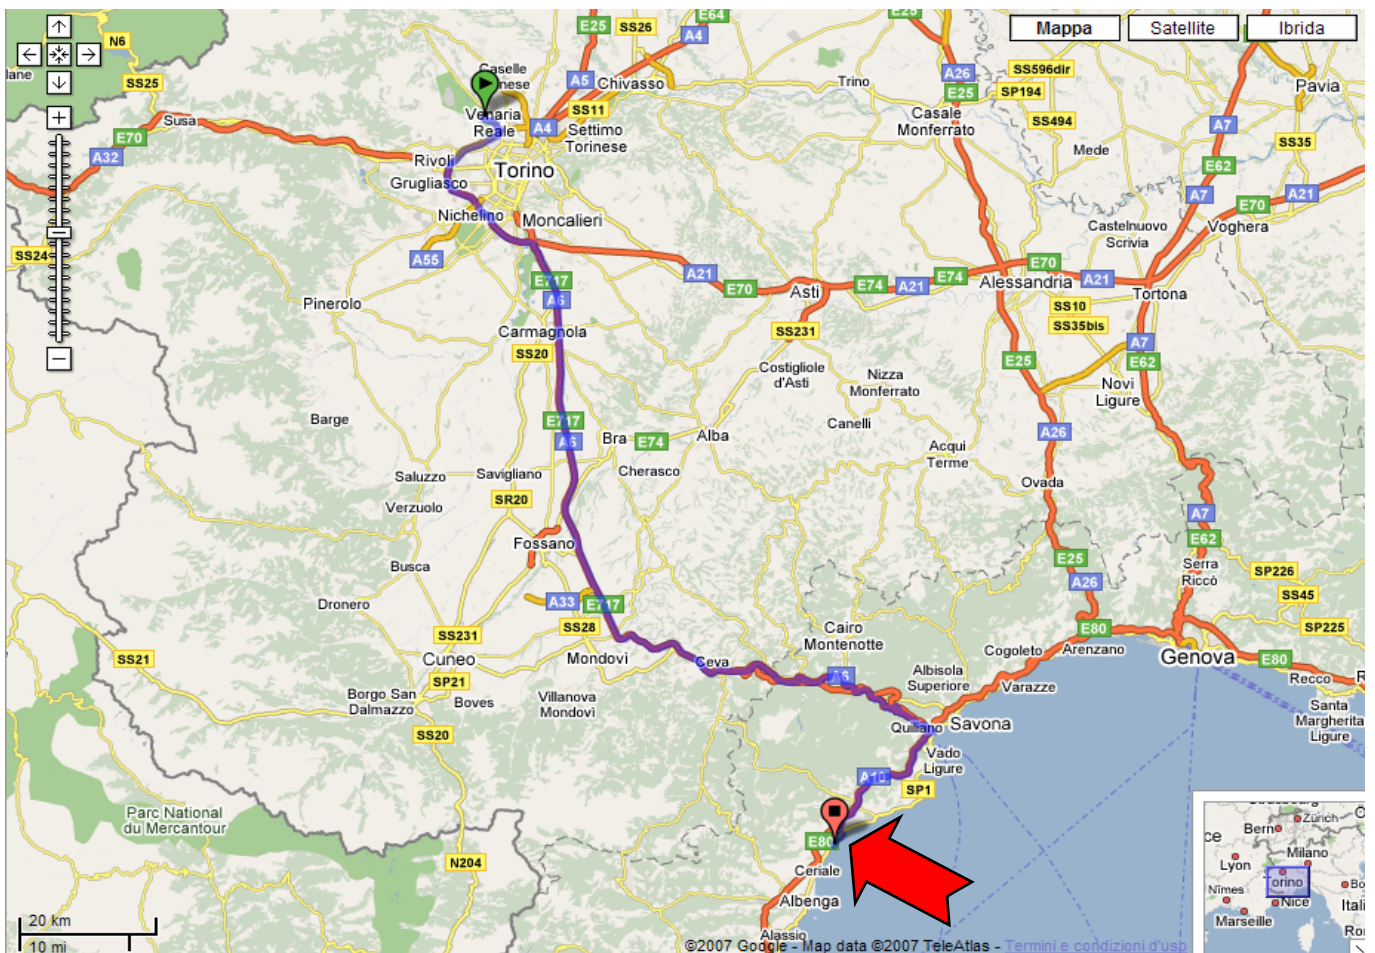 E25
SS26
E64
A4
E25
Mappa
Satellite
Ibrida
N6
SS25
Caselle
nese
A5
Chivasso
Trino
A26
E25
SS596dir
SP194
SS494
Pavia
Venaria
Reale
A4
SS11
Settimo
Torinese
Casale
Monferrato
A7
SS35
Susa
E70
A32
Rivoli
Grugliasco
Torino
Mede
E62
A7
E70
A21
Nichelino
Moncalieri
Castelnuovo
Scrivia
Voghera
SS24
A55
A21
E70
Asti
E74
A21
E74
E70
Alessandria
A21
Tortona
Pinerolo
E717
A6
Carmagnola
SS20
SS231
SS10
SS35bis
A7
E62
E25
Costigliole
d'Asti
Nizza
Monferrato
Novi
Ligure
Barge
E717
A6
Bra
E74
Alba
Canelli
A26
Acqui
Terme
Saluzzo
Savigliano
Cherasco
Ovada
Verzuolo
SR20
A7
E62
Fossano
Busca
E25
A26
Serra
Riccò
SP226
SS45
Dronero
A33
E717
SS28
SS231
Cuneo
SP21
Mondovì
Cairo
Montenotte
E80
SP225
Arenzano
Genova
E80
Recco
SS21
Ceva
A6
Albisola
Superiore
Cogoleto
Varazze
Borgo San
Dalmazzo
Boves
Villanova
Mondovì
Santa
Margherita
Ligure
SS20
Quiliano
Savona
Vado
Ligure
A10
SP1
Parc National
du Mercantour
E80
Ceriale
N204
Albenga
Alassio
Zürich
Bern
Lyon
Milano
orino
Nîmes
Nice
Marseille
20 km
10 mi
©2007 Google - Map data ©2007 TeleAtlas - Termini e condizioni d'uso